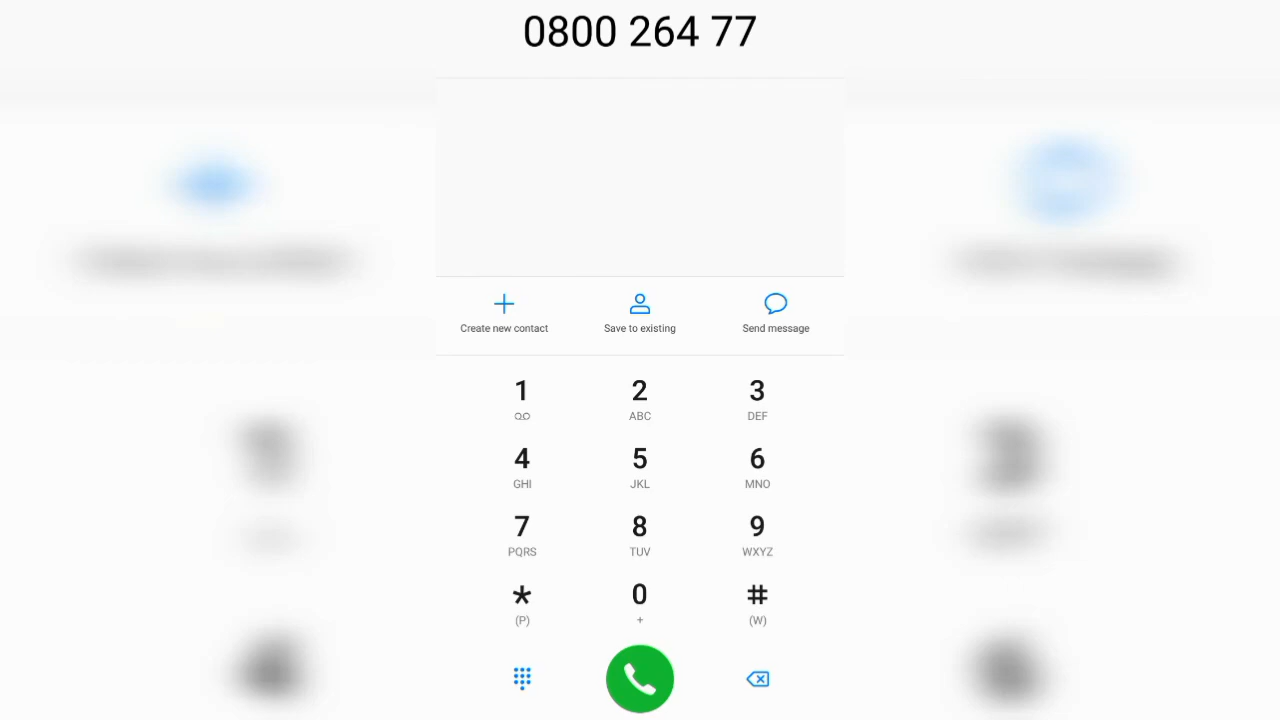 0800 264 77
Create new contact Save to existing Send message
1 2 3
ABC DEF
4 5 6
GHI JKL MNO
7 8 9
PQRS TUV WXYZ
* 0 #
(P) + (W)